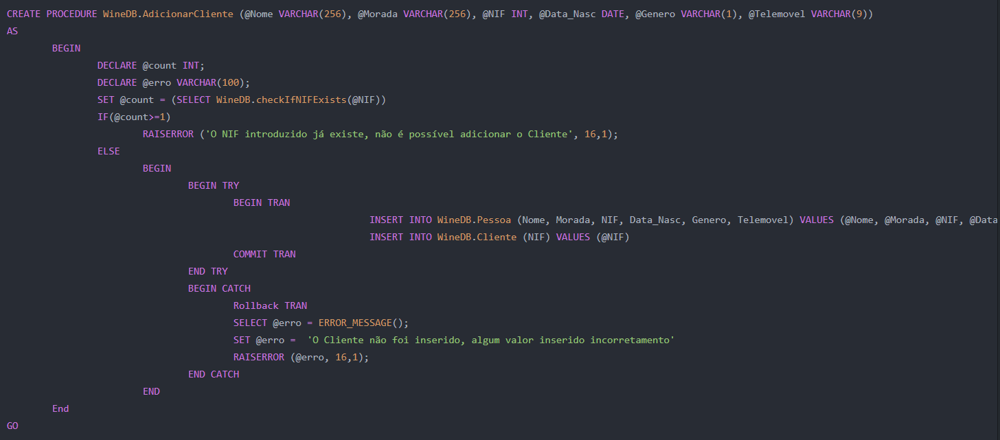 CREATE PROCEDURE WineDB.AdicionarCliente (@Nome VARCHAR(256), @Morada VARCHAR(256), @NIF INT, @Data_Nasc DATE, @Genero VARCHAR(1), @Telemovel VARCHAR(9))
AS
BEGIN
DECLARE @count INT;
DECLARE @erro VARCHAR(100);
SET @count = (SELECT WineDB.checkIfNIFExists(@NIF))
IF(@count>=1)
RAISERROR ('O NIF introduzido já existe, não é possível adicionar o Cliente', 16,1);
ELSE
BEGIN
BEGIN TRY
BEGIN TRAN
INSERT INTO WineDB.Pessoa (Nome, Morada, NIF, Data_Nasc, Genero, Telemovel) VALUES (@Nome, @Morada, @NIF, @Data
INSERT INTO WineDB.Cliente (NIF) VALUES (@NIF)
COMMIT TRAN
END TRY
BEGIN CATCH
Rollback TRAN
SELECT @erro = ERROR_MESSAGE();
SET @erro =  'O Cliente não foi inserido, algum valor inserido incorretamento'
RAISERROR (@erro, 16,1);
END CATCH
END
End
GO